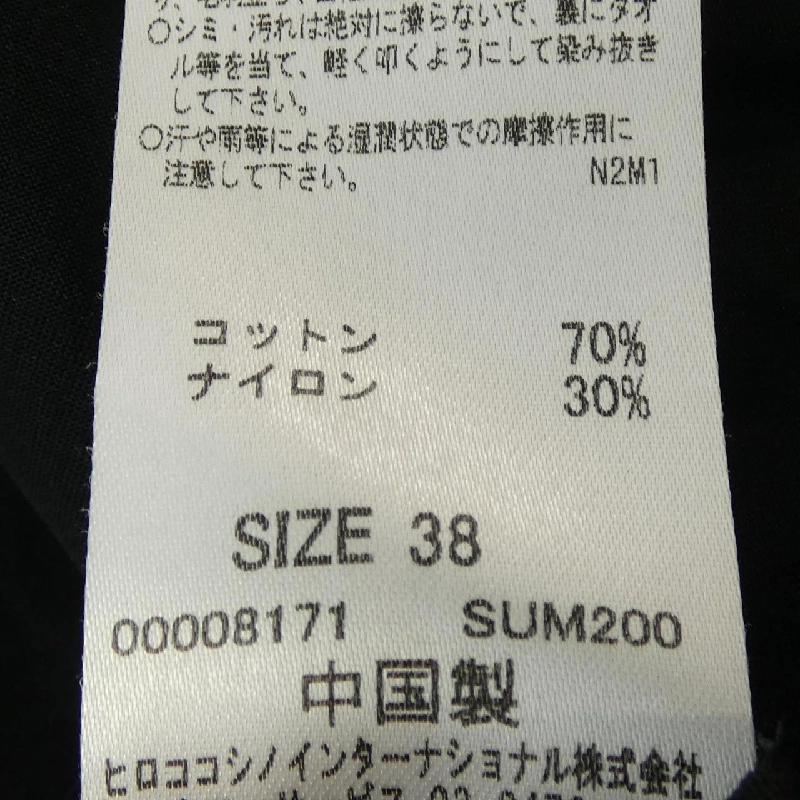 ○シミ・汚れは絶対に擦らないで、裏にタオ
ル等を当て、軽く叩くようにして染み抜き
して下さい。
○汗や雨等による湿潤状態での摩擦作用に
注意して下さい。 N2M1
コットン 70%
ナイロン 30%
SIZE 38
00008171 SUM200
中国製
ヒロココシノインターナショナル株式会社